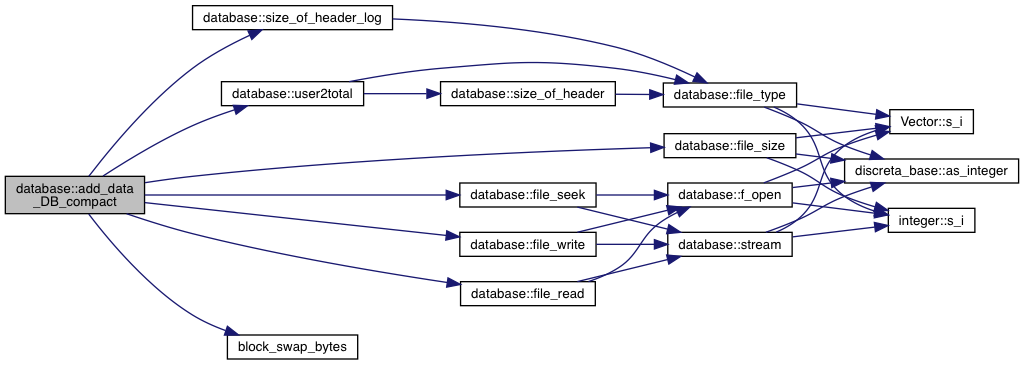 database::size_of_header_log
database::user2total
database::size_of_header
database::file_type
Vector::s_i
database::file_size
discreta_base::as_integer
database::add_data
_DB_compact
database::file_seek
database::f_open
integer::s_i
database::file_write
database::stream
database::file_read
block_swap_bytes